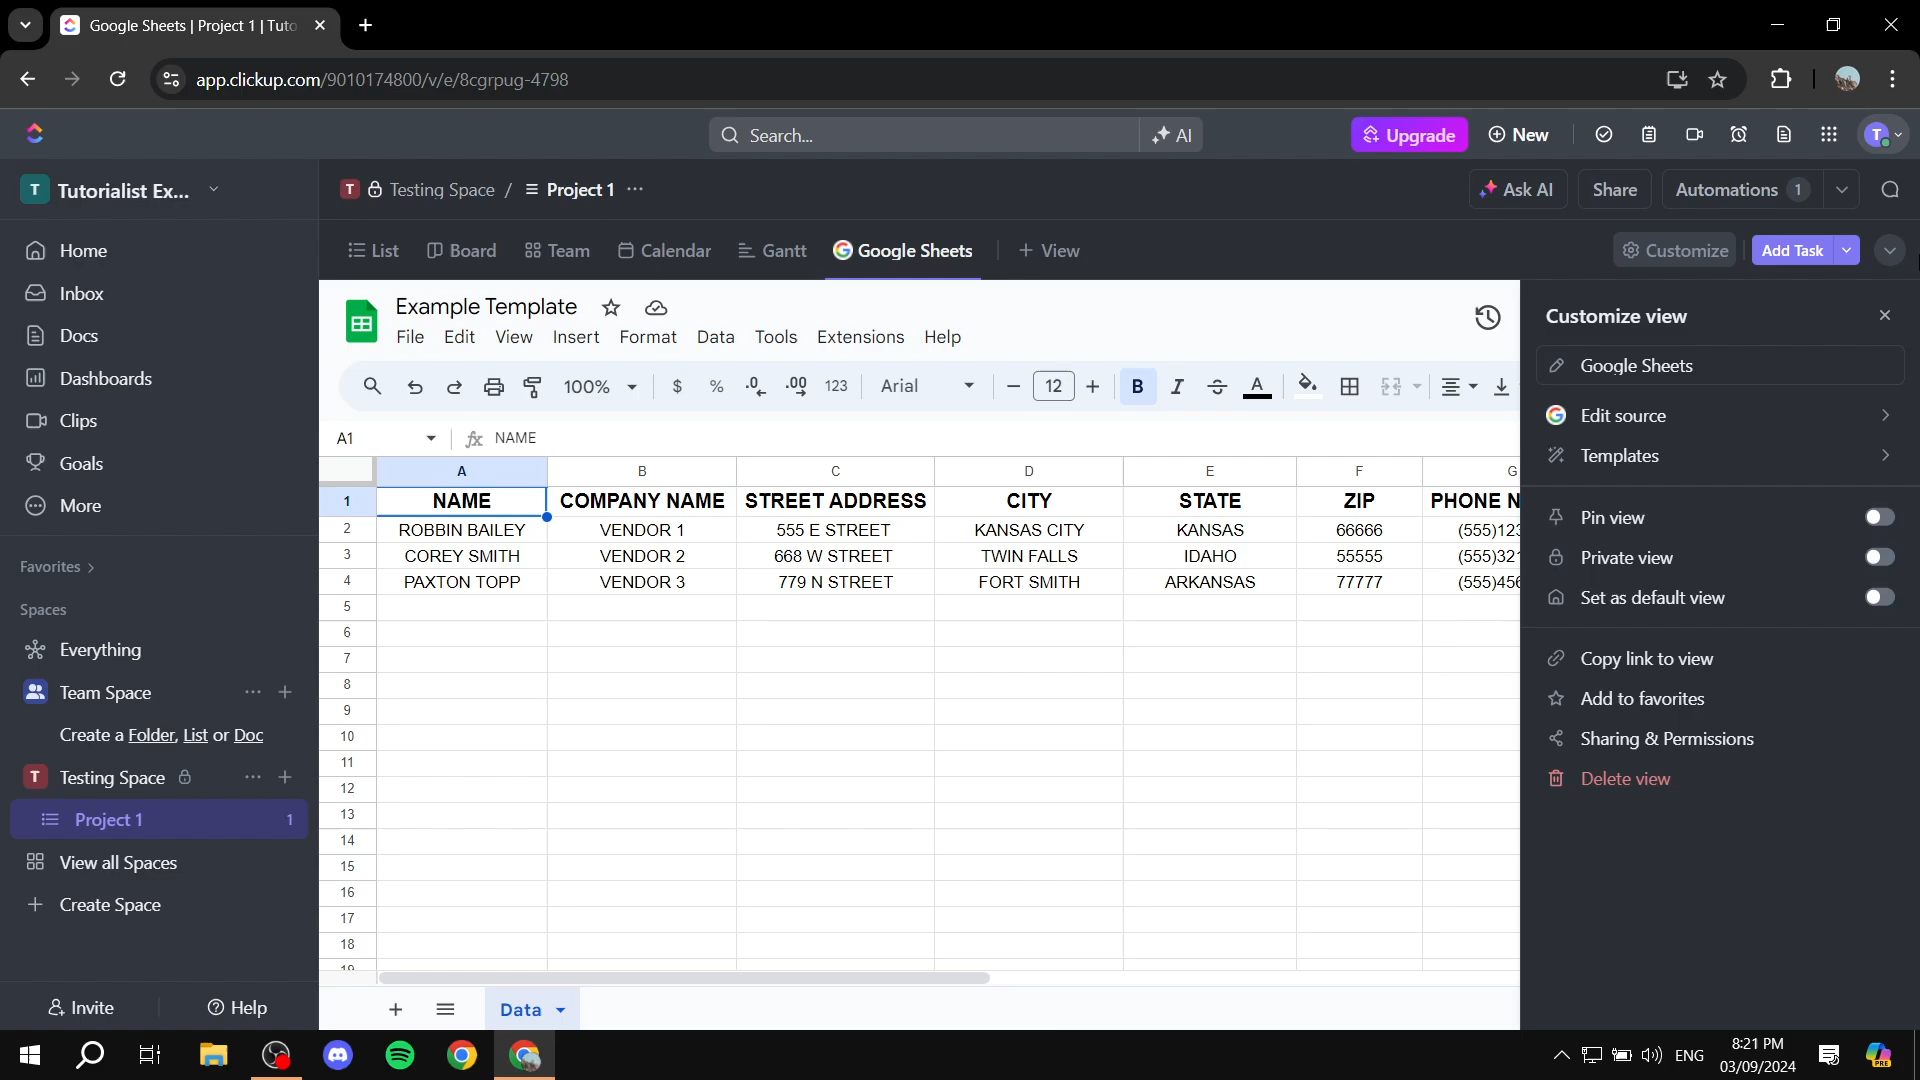 Google Sheets | Project 1 | Tuto
app.clickup.com/9010174800/v/e/8cgrpug-4798
Search...
AI
Upgrade
New
T
T Tutorialist Ex...
T Testing Space / Project 1 ...
Ask AI
Share
Automations 1
Home
Inbox
Docs
Dashboards
Clips
Goals
More
Favorites
Spaces
Everything
Team Space
Create a Folder, List or Doc
T Testing Space
Project 1 1
View all Spaces
Create Space
Invite
Help
List
Board
Team
Calendar
Gantt
Google Sheets
+ View
Customize
Add Task
Example Template
File Edit View Insert Format Data Tools Extensions Help
100% $ % .0 .00 123 Arial 12 B I A
A1 fx NAME
A B C D E F G
1 NAME COMPANY NAME STREET ADDRESS CITY STATE ZIP PHONE N
2 ROBBIN BAILEY VENDOR 1 555 E STREET KANSAS CITY KANSAS 66666 (555)123
3 COREY SMITH VENDOR 2 668 W STREET TWIN FALLS IDAHO 55555 (555)321
4 PAXTON TOPP VENDOR 3 779 N STREET FORT SMITH ARKANSAS 77777 (555)456
5
6
7
8
9
10
11
12
13
14
15
16
17
18
19
Data
Customize view
Google Sheets
Edit source
Templates
Pin view
Private view
Set as default view
Copy link to view
Add to favorites
Sharing & Permissions
Delete view
ENG
8:21 PM
03/09/2024
PRE